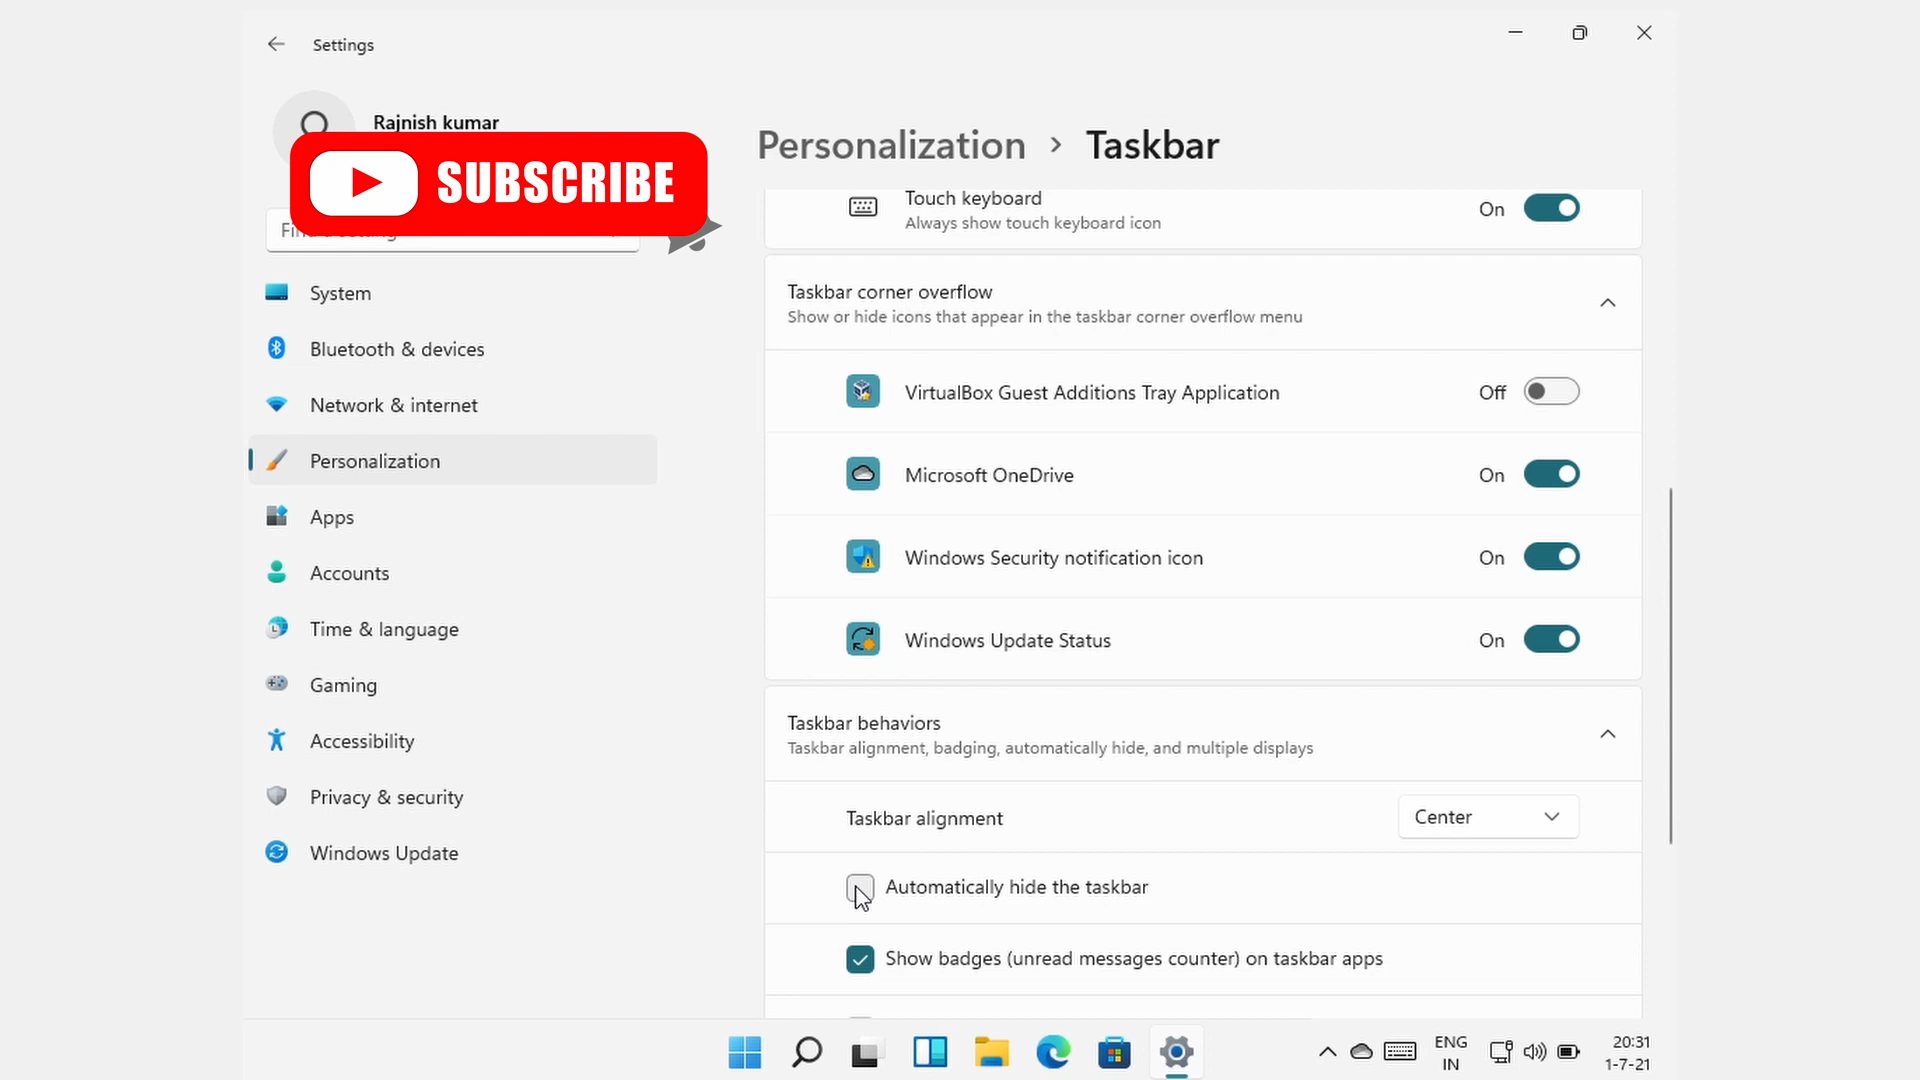 Settings
Rajnish kumar
SUBSCRIBE
System
Bluetooth & devices
Network & internet
Personalization
Apps
Accounts
Time & language
Gaming
Accessibility
Privacy & security
Windows Update
Personalization > Taskbar
Touch keyboard
Always show touch keyboard icon
On
Taskbar corner overflow
Show or hide icons that appear in the taskbar corner overflow menu
VirtualBox Guest Additions Tray Application
Off
Microsoft OneDrive
On
Windows Security notification icon
On
Windows Update Status
On
Taskbar behaviors
Taskbar alignment, badging, automatically hide, and multiple displays
Taskbar alignment
Center
Automatically hide the taskbar
Show badges (unread messages counter) on taskbar apps
ENG
IN
20:31
1-7-21